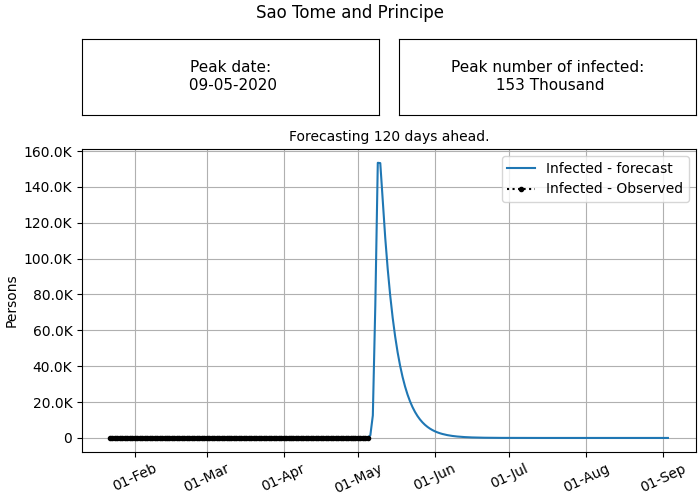 Sao Tome and Principe
Peak date:
09-05-2020
Peak number of infected:
153 Thousand
Forecasting 120 days ahead.
160.0K
140.0K
120.0K
100.0K
80.0K
60.0K
40.0K
20.0K
0
Persons
Infected - forecast
Infected - Observed
01-Feb
01-Mar
01-Apr
01-May
01-Jun
01-Jul
01-Aug
01-Sep